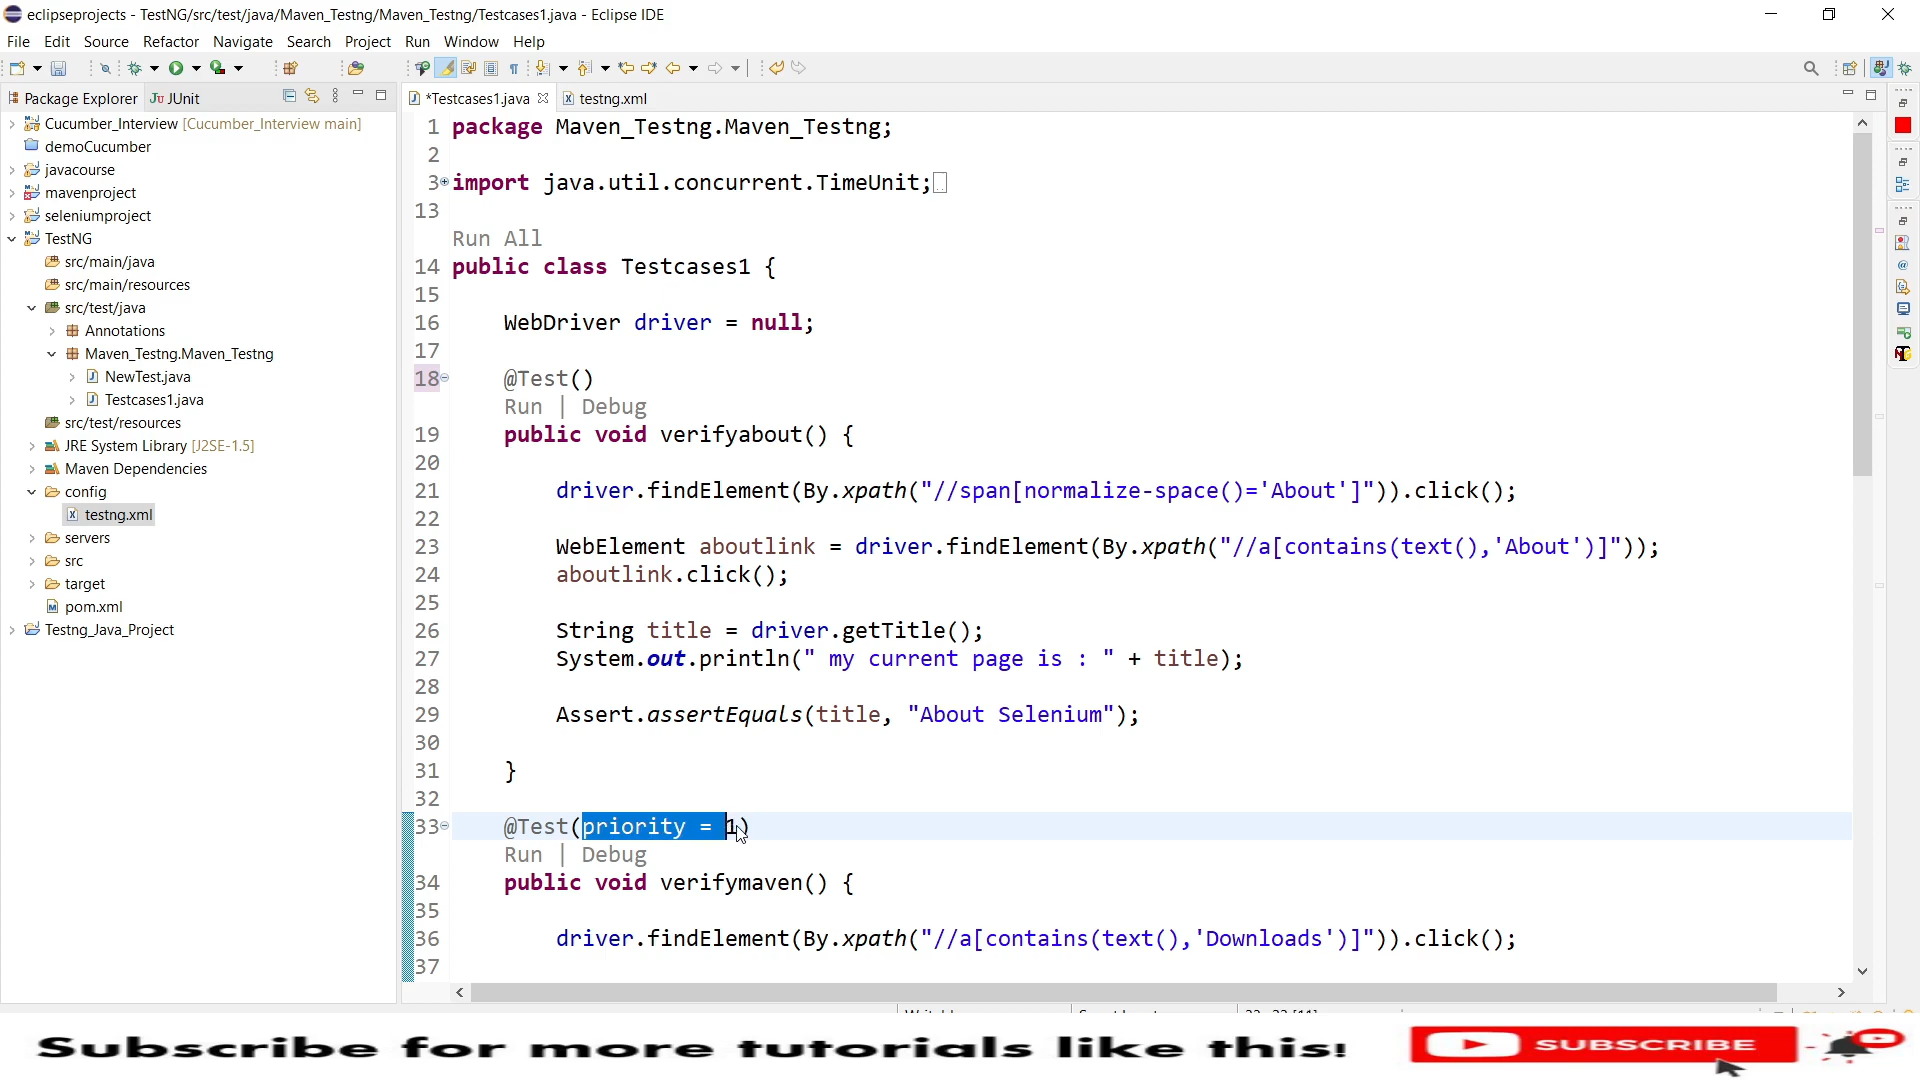 eclipseprojects - TestNG/src/test/java/Maven_Testng/Maven_Testng/Testcases1.java - Eclipse IDE
File Edit Source Refactor Navigate Search Project Run Window Help
Package Explorer JUnit
*Testcases1.java testng.xml
Cucumber_Interview [Cucumber_Interview main]
demoCucumber
javacourse
mavenproject
seleniumproject
TestNG
src/main/java
src/main/resources
src/test/java
Annotations
Maven_Testng.Maven_Testng
NewTest.java
Testcases1.java
src/test/resources
JRE System Library [J2SE-1.5]
Maven Dependencies
config
testng.xml
servers
src
target
pom.xml
Testng_Java_Project
1 package Maven_Testng.Maven_Testng;
2
3 import java.util.concurrent.TimeUnit;
13
Run All
14 public class Testcases1 {
15
16 WebDriver driver = null;
17
18 @Test()
Run | Debug
19 public void verifyabout() {
20
21 driver.findElement(By.xpath("//span[normalize-space()='About']")).click();
22
23 WebElement aboutlink = driver.findElement(By.xpath("//a[contains(text(),'About')]"));
24 aboutlink.click();
25
26 String title = driver.getTitle();
27 System.out.println(" my current page is : " + title);
28
29 Assert.assertEquals(title, "About Selenium");
30
31 }
32
33 @Test(priority = 1)
Run | Debug
34 public void verifymaven() {
35
36 driver.findElement(By.xpath("//a[contains(text(),'Downloads')]")).click();
37
Subscribe for more tutorials like this!
SUBSCRIBE